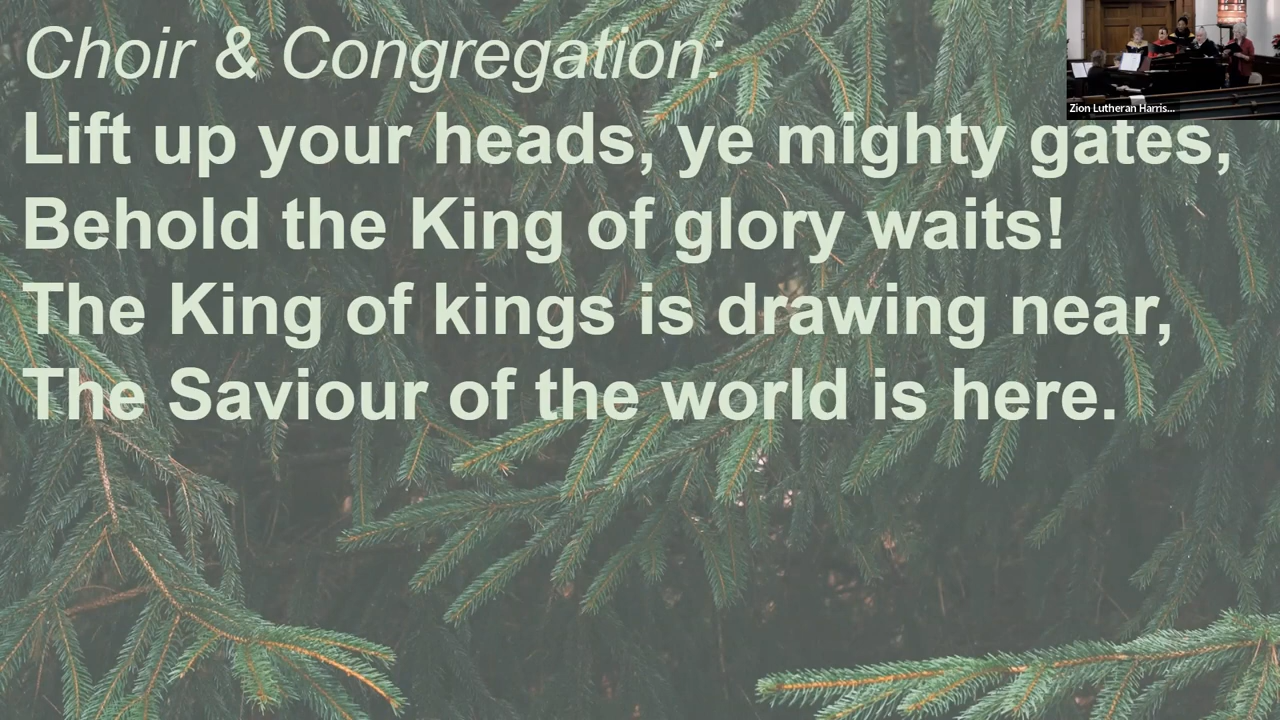 Choir & Congregation:
Zion Lutheran Harris...
Lift up your heads, ye mighty gates,
Behold the King of glory waits!
The King of kings is drawing near,
The Saviour of the world is here.